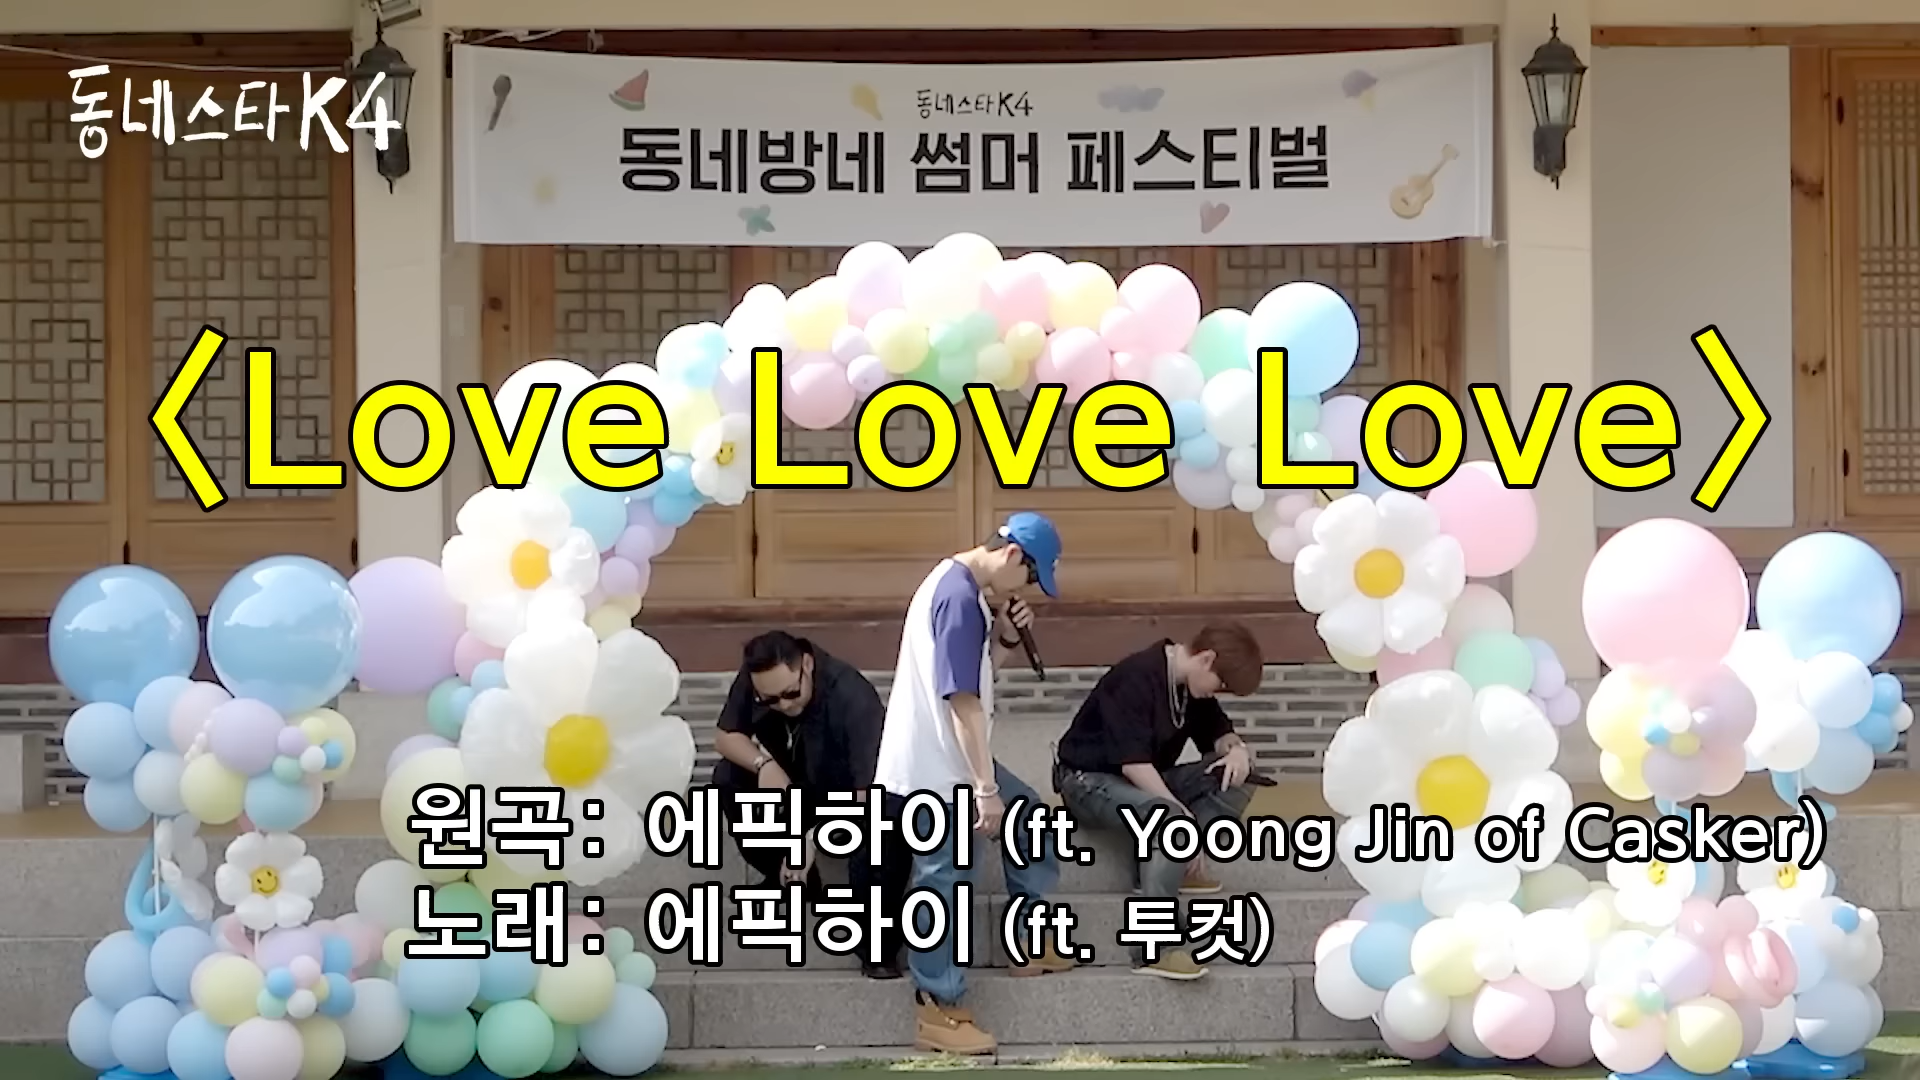 동네스타K4
동네스타K4
동네방네 썸머 페스티벌
〈Love Love Love〉
원곡: 에픽하이 (ft. Yoong Jin of Casker)
노래: 에픽하이 (ft. 투컷)